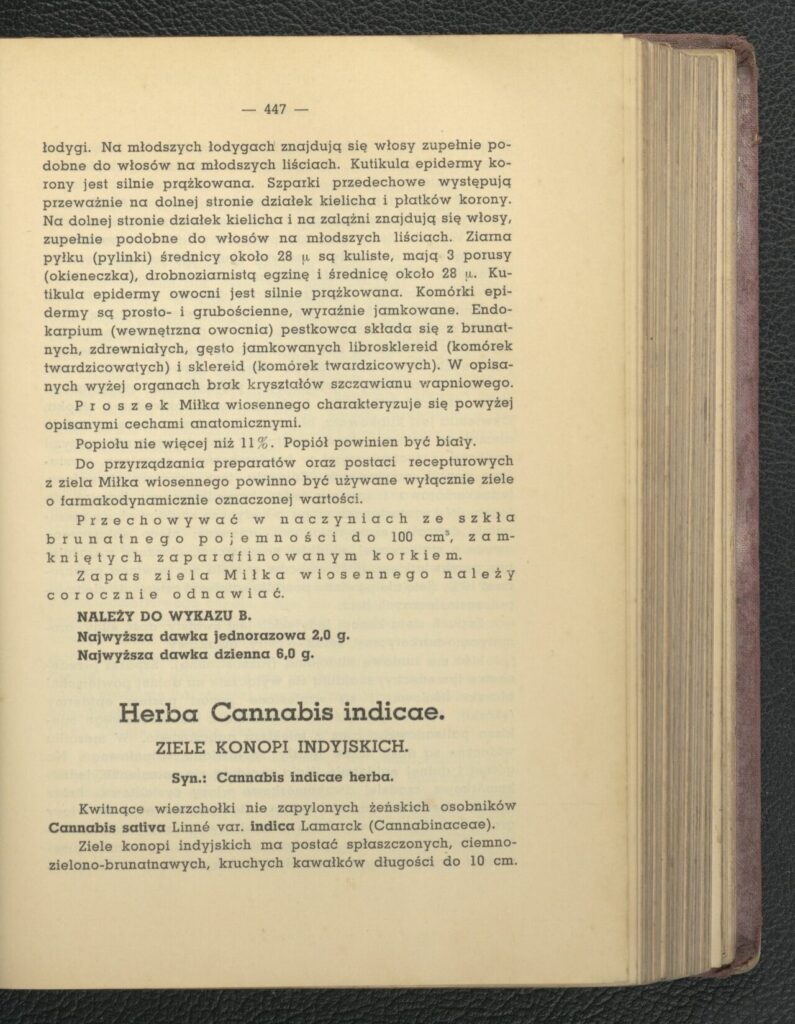 — 447 —
łodygi. Na młodszych łodygach znajdują się włosy zupełnie po-
dobne do włosów na młodszych liściach. Kutikula epidermy ko-
rony jest silnie prążkowana. Szparki przedechowe występują
przeważnie na dolnej stronie działek kielicha i płatków korony.
Na dolnej stronie działek kielicha i na zalążni znajdują się włosy,
zupełnie podobne do włosów na młodszych liściach. Ziarna
pyłku (pylinki) średnicy około 28 µ są kuliste, mają 3 porusy
(okieneczka), drobnoziarnistą egzinę i średnicę około 28 µ. Ku-
tikula epidermy owocni jest silnie prążkowana. Komórki epi-
dermy są prosto- i grubościenne, wyraźnie jamkowane. Endo-
karpium (wewnętrzna owocnia) pestkowca składa się z brunat-
nych, zdrewniałych, gęsto jamkowanych librosklereid (komórek
twardzicowatych) i sklereid (komórek twardzicowych). W opisa-
nych wyżej organach brak kryształów szczawianu wapniowego.
Proszek Miłka wiosennego charakteryzuje się powyżej
opisanymi cechami anatomicznymi.
Popiołu nie więcej niż 11%. Popiół powinien być biały.
Do przyrządzania preparatów oraz postaci recepturowych
z ziela Miłka wiosennego powinno być używane wyłącznie ziele
o farmakodynamicznie oznaczonej wartości.
Przechowywać w naczyniach ze szkła
brunatnego pojemności do 100 cm³, zam-
kniętych zaparafinowanym korkiem.
Zapas ziela Miłka wiosennego należy
corocznie odnawiać.
NALEŻY DO WYKAZU B.
Najwyższa dawka jednorazowa 2,0 g.
Najwyższa dawka dzienna 6,0 g.
Herba Cannabis indicae.
ZIELE KONOPI INDYJSKICH.
Syn.: Cannabis indicae herba.
Kwitnące wierzchołki nie zapylonych żeńskich osobników
Cannabis sativa Linné var. indica Lamarck (Cannabinaceae).
Ziele konopi indyjskich ma postać spłaszczonych, ciemno-
zielono-brunatnawych, kruchych kawałków długości do 10 cm.